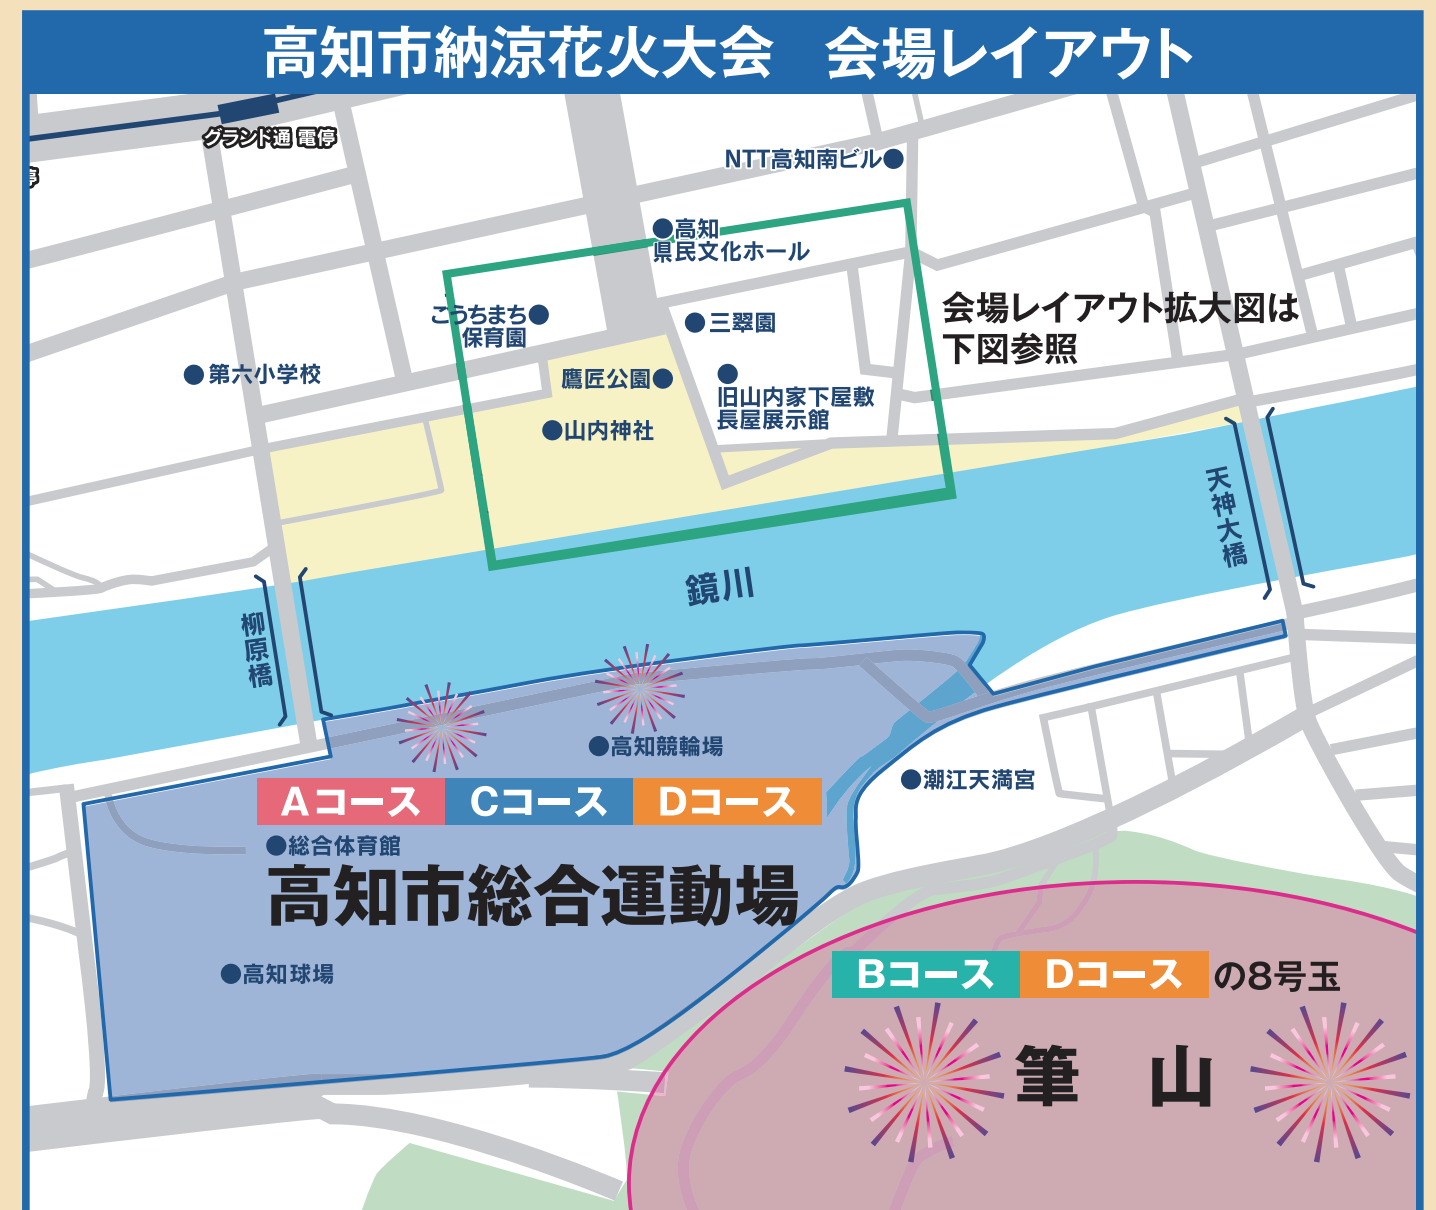 高知市納涼花火大会　会場レイアウト
グランド通 電停
停
NTT高知南ビル
高知
県民文化ホール
こうちまち
保育園
三翠園
会場レイアウト拡大図は
下図参照
第六小学校
鷹匠公園
旧山内家下屋敷
長屋展示館
山内神社
天神大橋
鏡川
柳原橋
高知競輪場
潮江天満宮
Aコース Cコース Dコース
総合体育館
高知市総合運動場
高知球場
Bコース Dコース の8号玉
筆　山